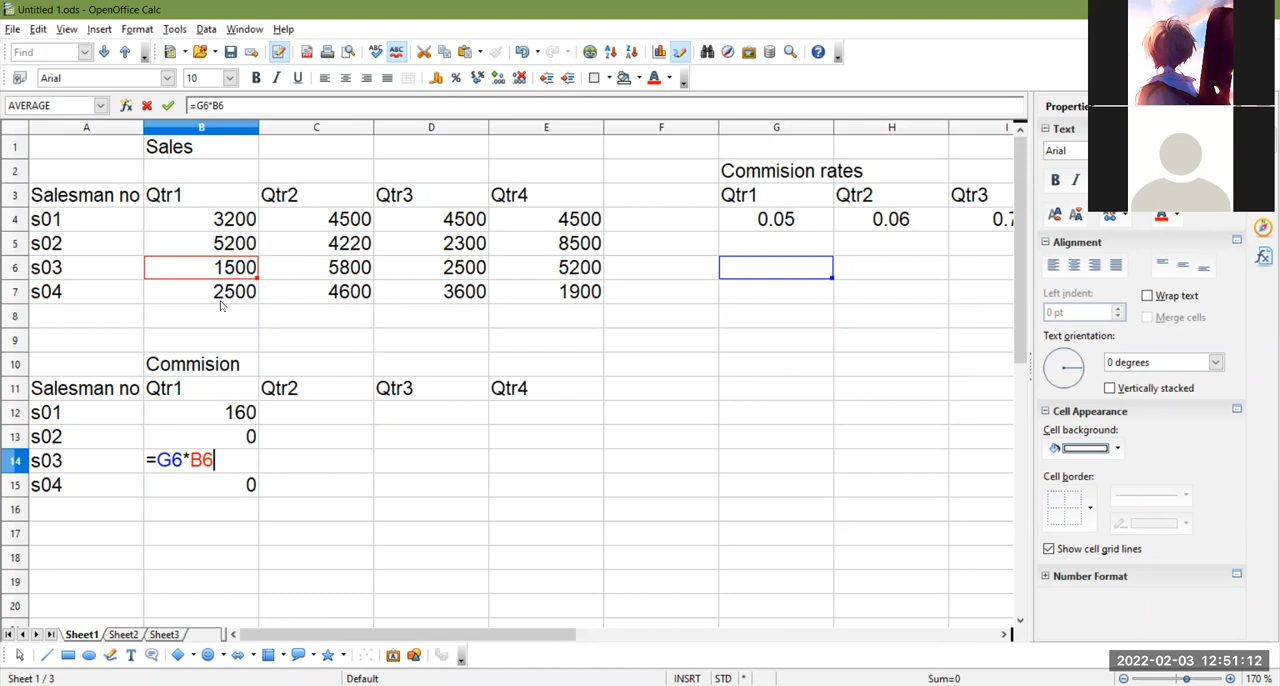 Untitled 1.ods - OpenOffice Calc
File Edit View Insert Format Tools Data Window Help
Find
Arial 10
AVERAGE =G6*B6
A B C D E F G H I
1 Sales
2 Commision rates
3 Salesman no Qtr1 Qtr2 Qtr3 Qtr4 Qtr1 Qtr2 Qtr3
4 s01 3200 4500 4500 4500 0.05 0.06 0.7
5 s02 5200 4220 2300 8500
6 s03 1500 5800 2500 5200
7 s04 2500 4600 3600 1900
8
9
10 Commision
11 Salesman no Qtr1 Qtr2 Qtr3 Qtr4
12 s01 160
13 s02 0
14 s03 =G6*B6
15 s04 0
16
17
18
19
20
Sheet1 Sheet2 Sheet3
Sheet 1 / 3 Default INSRT STD * Sum=0 170 %
Properties
Text
Arial
Alignment
Left indent:
0 pt
Wrap text
Merge cells
Text orientation:
0 degrees
Vertically stacked
Cell Appearance
Cell background:
Cell border:
Show cell grid lines
Number Format
2022-02-03 12:51:12